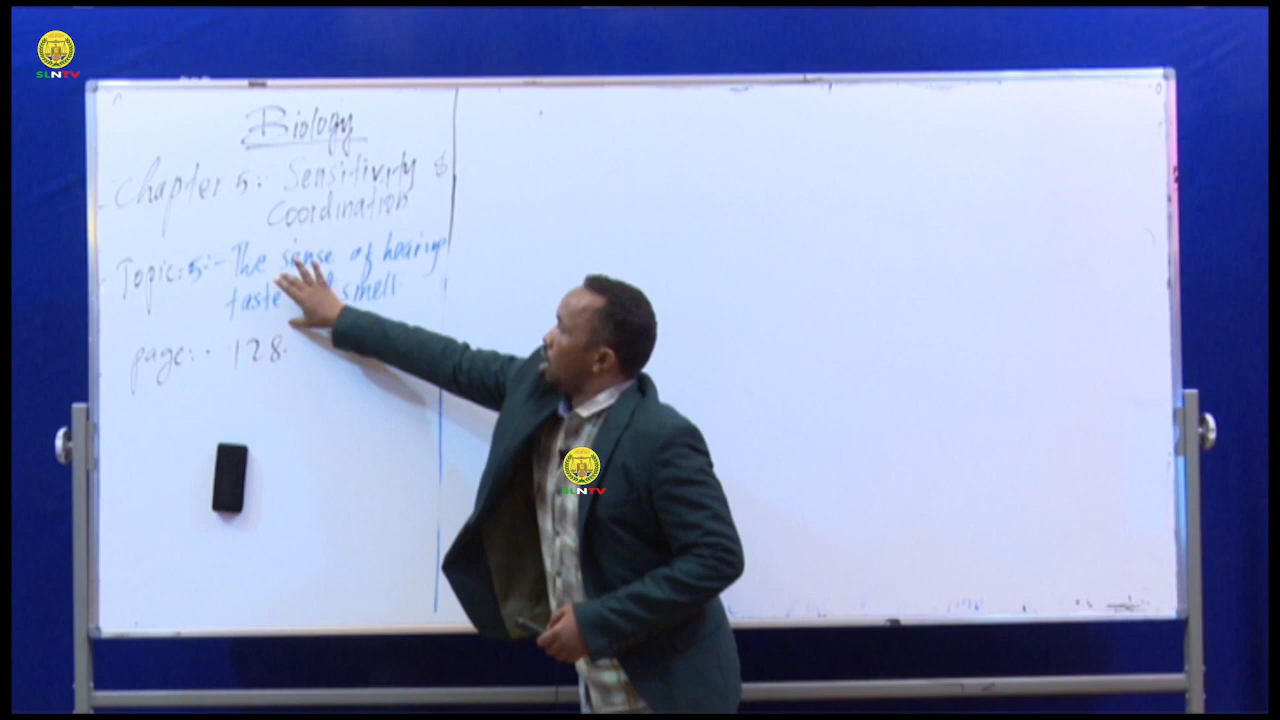 SLNTV
Biology
- Chapter 5:- Sensitivity &
Coordination
- Topic: 5:- The sense of hearing
taste smell
page:- 128.
SLNTV